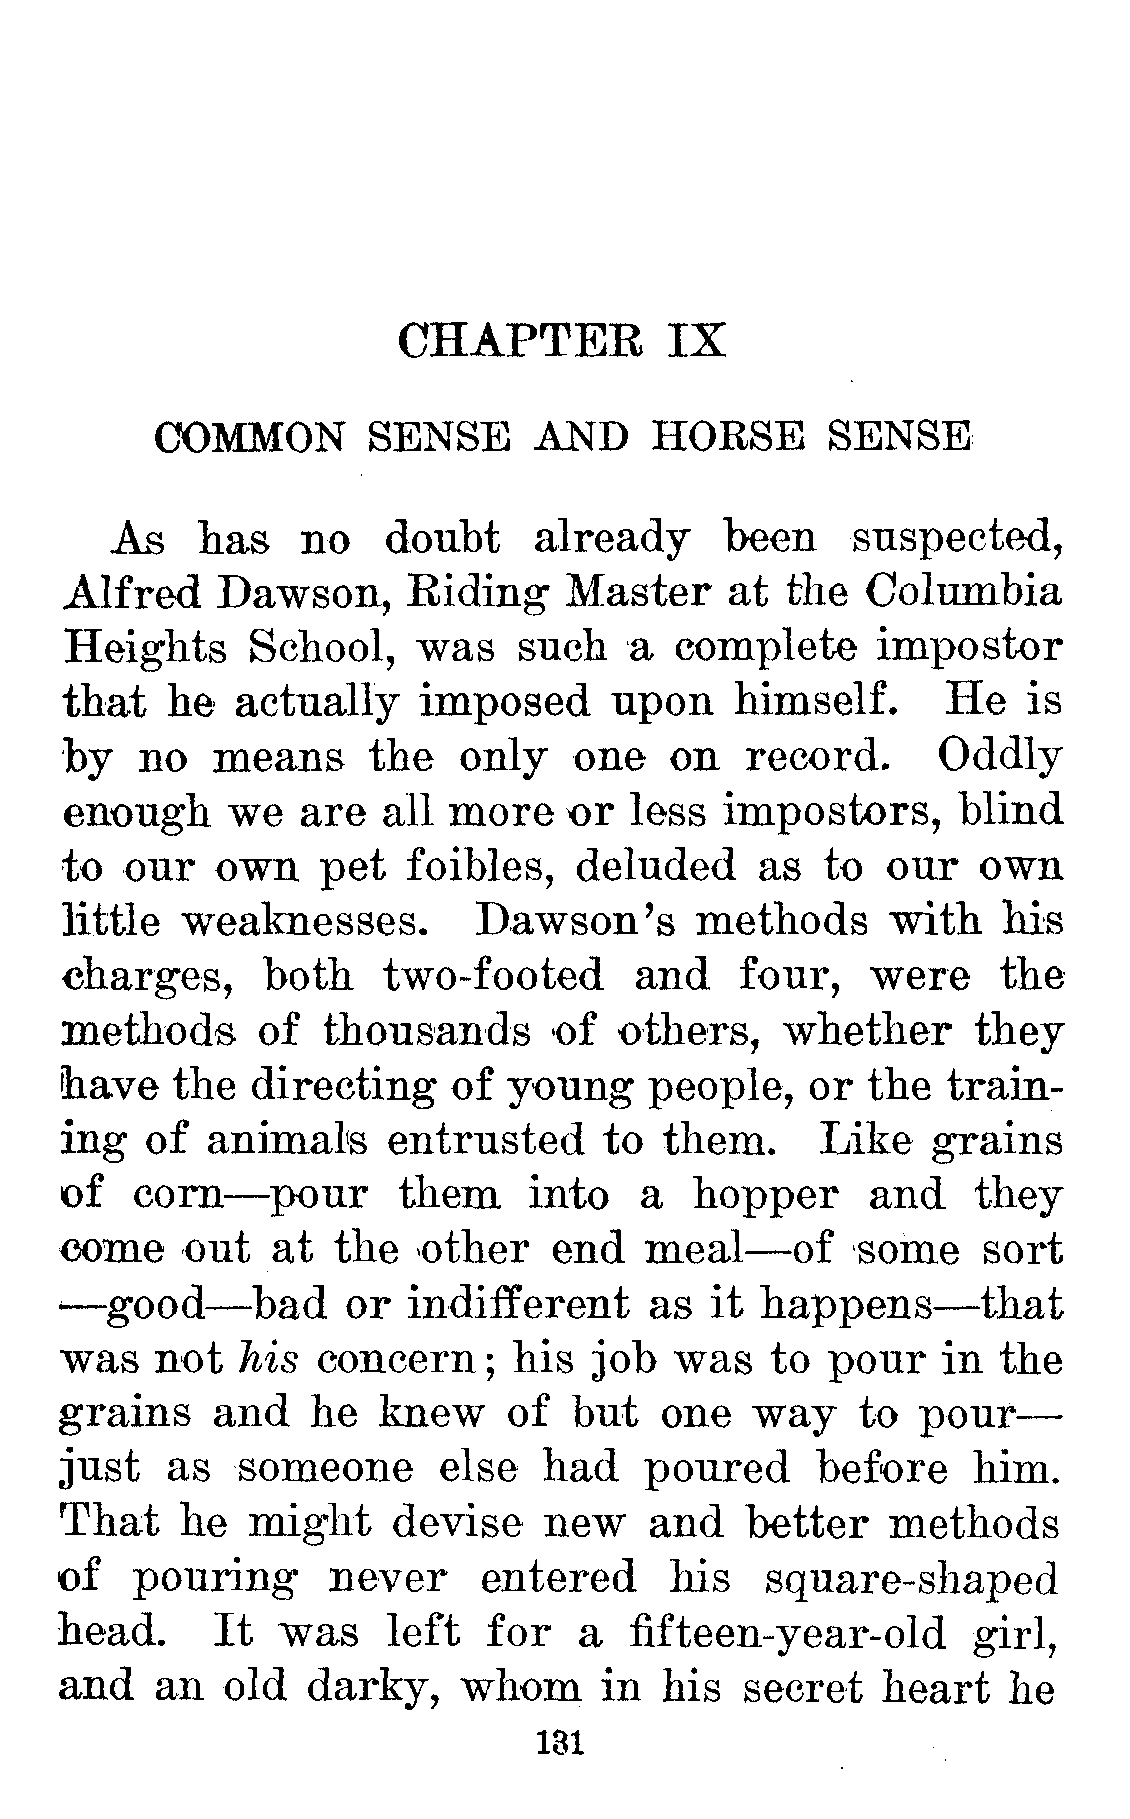 CHAPTER IX
COMMON SENSE AND HORSE SENSE
As has no doubt already been suspected,
Alfred Dawson, Riding Master at the Columbia
Heights School, was such a complete impostor
that he actually imposed upon himself. He is
by no means the only one on record. Oddly
enough we are all more or less impostors, blind
to our own pet foibles, deluded as to our own
little weaknesses. Dawson's methods with his
charges, both two-footed and four, were the
methods of thousands of others, whether they
have the directing of young people, or the train-
ing of animals entrusted to them. Like grains
of corn—pour them into a hopper and they
come out at the other end meal—of some sort
—good—bad or indifferent as it happens—that
was not his concern; his job was to pour in the
grains and he knew of but one way to pour—
just as someone else had poured before him.
That he might devise new and better methods
of pouring never entered his square-shaped
head. It was left for a fifteen-year-old girl,
and an old darky, whom in his secret heart he
131